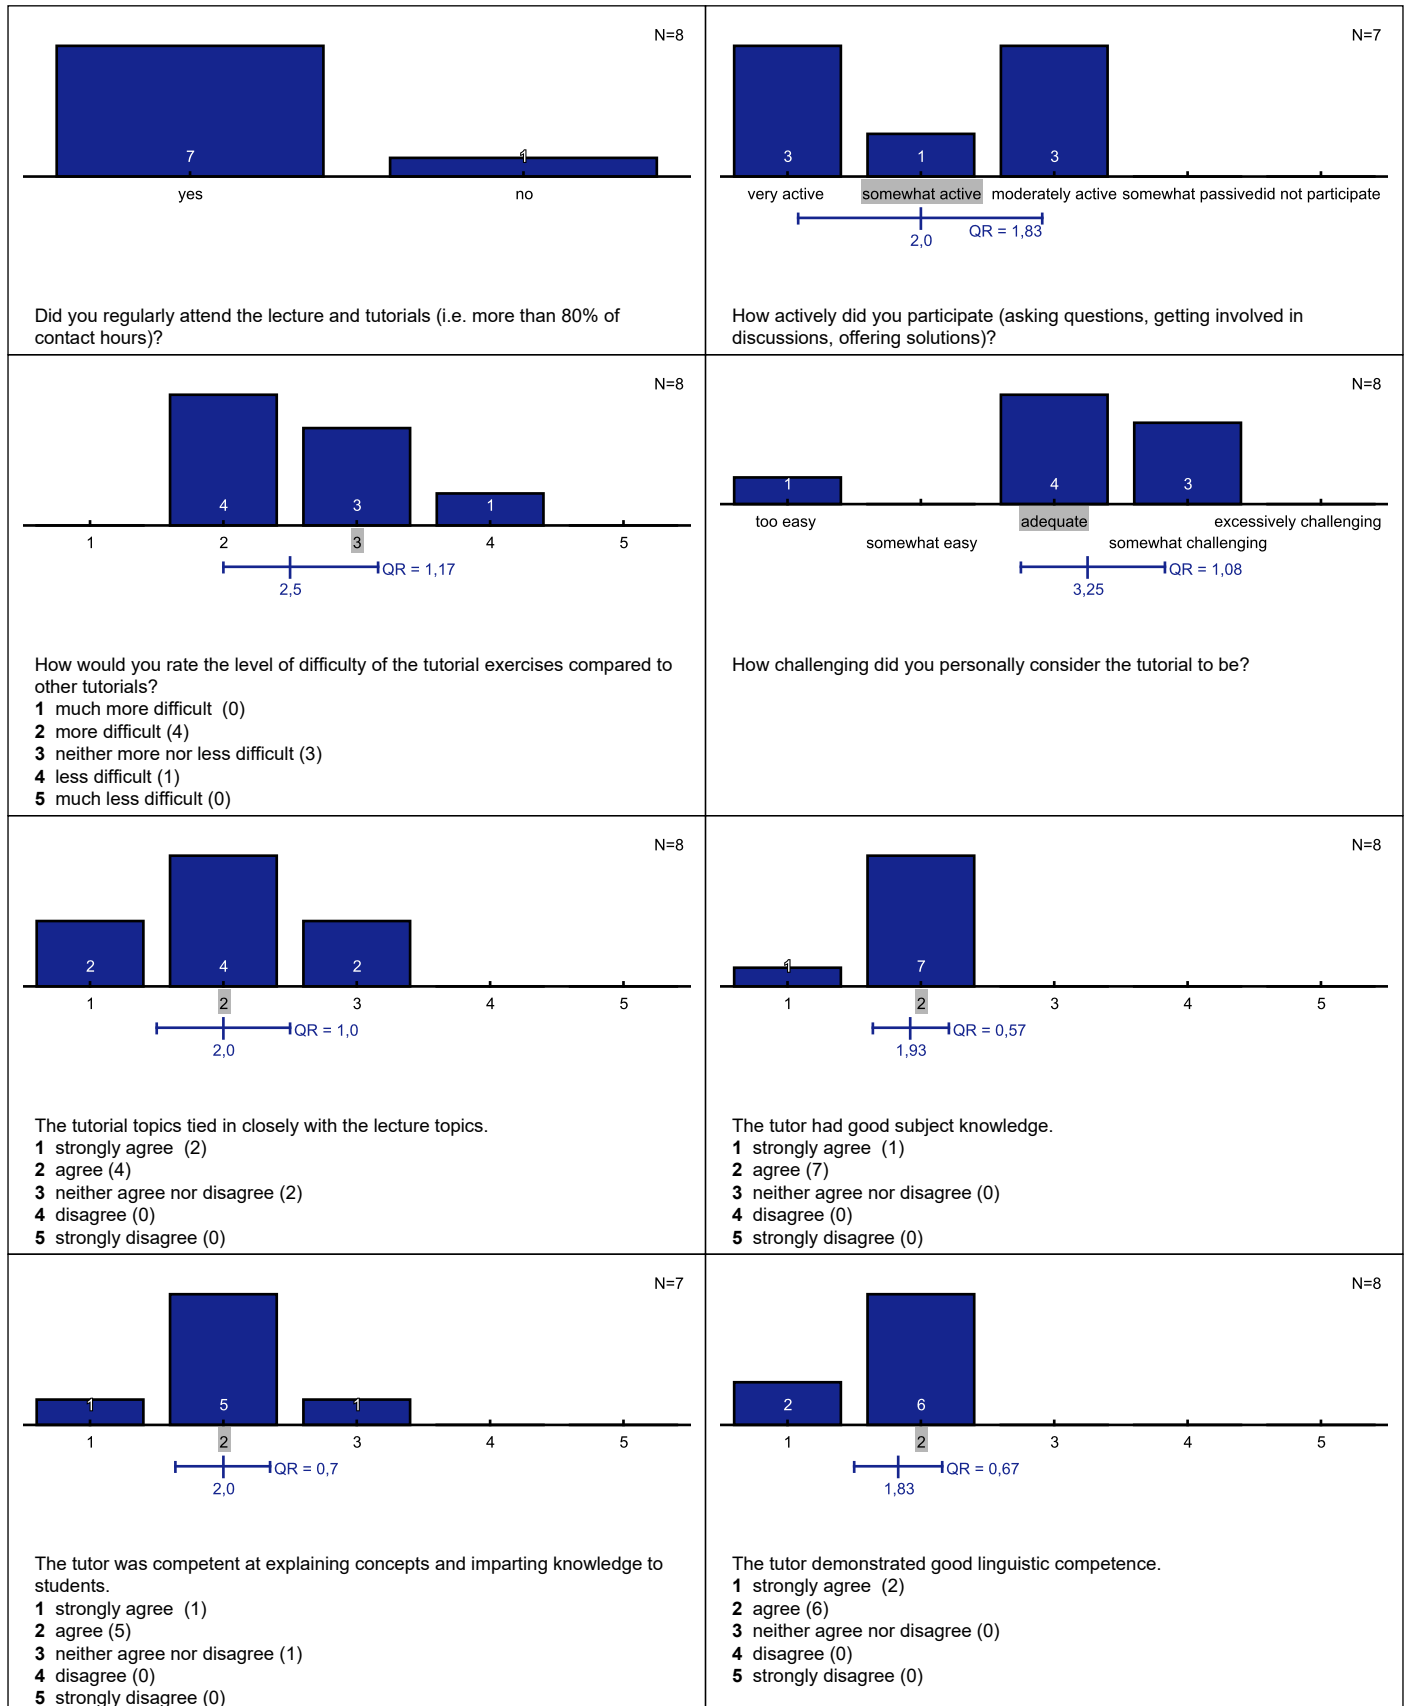 N=8
7
1
yes
no
Did you regularly attend the lecture and tutorials (i.e. more than 80% of
contact hours)?
N=7
3
1
3
very active
somewhat active
moderately active
somewhat passive
did not participate
QR = 1,83
2,0
How actively did you participate (asking questions, getting involved in
discussions, offering solutions)?
N=8
4
3
1
1
2
3
4
5
QR = 1,17
2,5
How would you rate the level of difficulty of the tutorial exercises compared to
other tutorials?
1 much more difficult (0)
2 more difficult (4)
3 neither more nor less difficult (3)
4 less difficult (1)
5 much less difficult (0)
N=8
1
4
3
too easy
somewhat easy
adequate
somewhat challenging
excessively challenging
QR = 1,08
3,25
How challenging did you personally consider the tutorial to be?
N=8
2
4
2
1
2
3
4
5
QR = 1,0
2,0
The tutorial topics tied in closely with the lecture topics.
1 strongly agree (2)
2 agree (4)
3 neither agree nor disagree (2)
4 disagree (0)
5 strongly disagree (0)
N=8
1
7
1
2
3
4
5
QR = 0,57
1,93
The tutor had good subject knowledge.
1 strongly agree (1)
2 agree (7)
3 neither agree nor disagree (0)
4 disagree (0)
5 strongly disagree (0)
N=7
1
5
1
1
2
3
4
5
QR = 0,7
2,0
The tutor was competent at explaining concepts and imparting knowledge to
students.
1 strongly agree (1)
2 agree (5)
3 neither agree nor disagree (1)
4 disagree (0)
5 strongly disagree (0)
N=8
2
6
1
2
3
4
5
QR = 0,67
1,83
The tutor demonstrated good linguistic competence.
1 strongly agree (2)
2 agree (6)
3 neither agree nor disagree (0)
4 disagree (0)
5 strongly disagree (0)